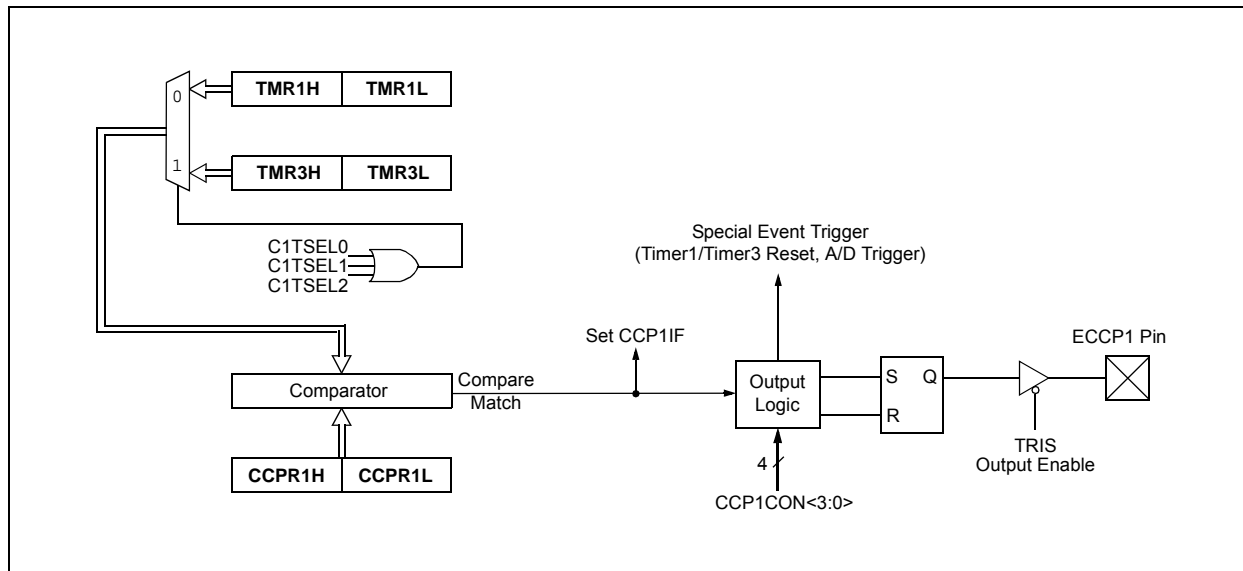 0
TMR1H TMR1L
1
TMR3H TMR3L
C1TSEL0
C1TSEL1
C1TSEL2
Special Event Trigger
(Timer1/Timer3 Reset, A/D Trigger)
Set CCP1IF
ECCP1 Pin
Comparator
Compare
Match
Output
Logic
S Q
R
TRIS
Output Enable
CCPR1H CCPR1L
4
CCP1CON<3:0>